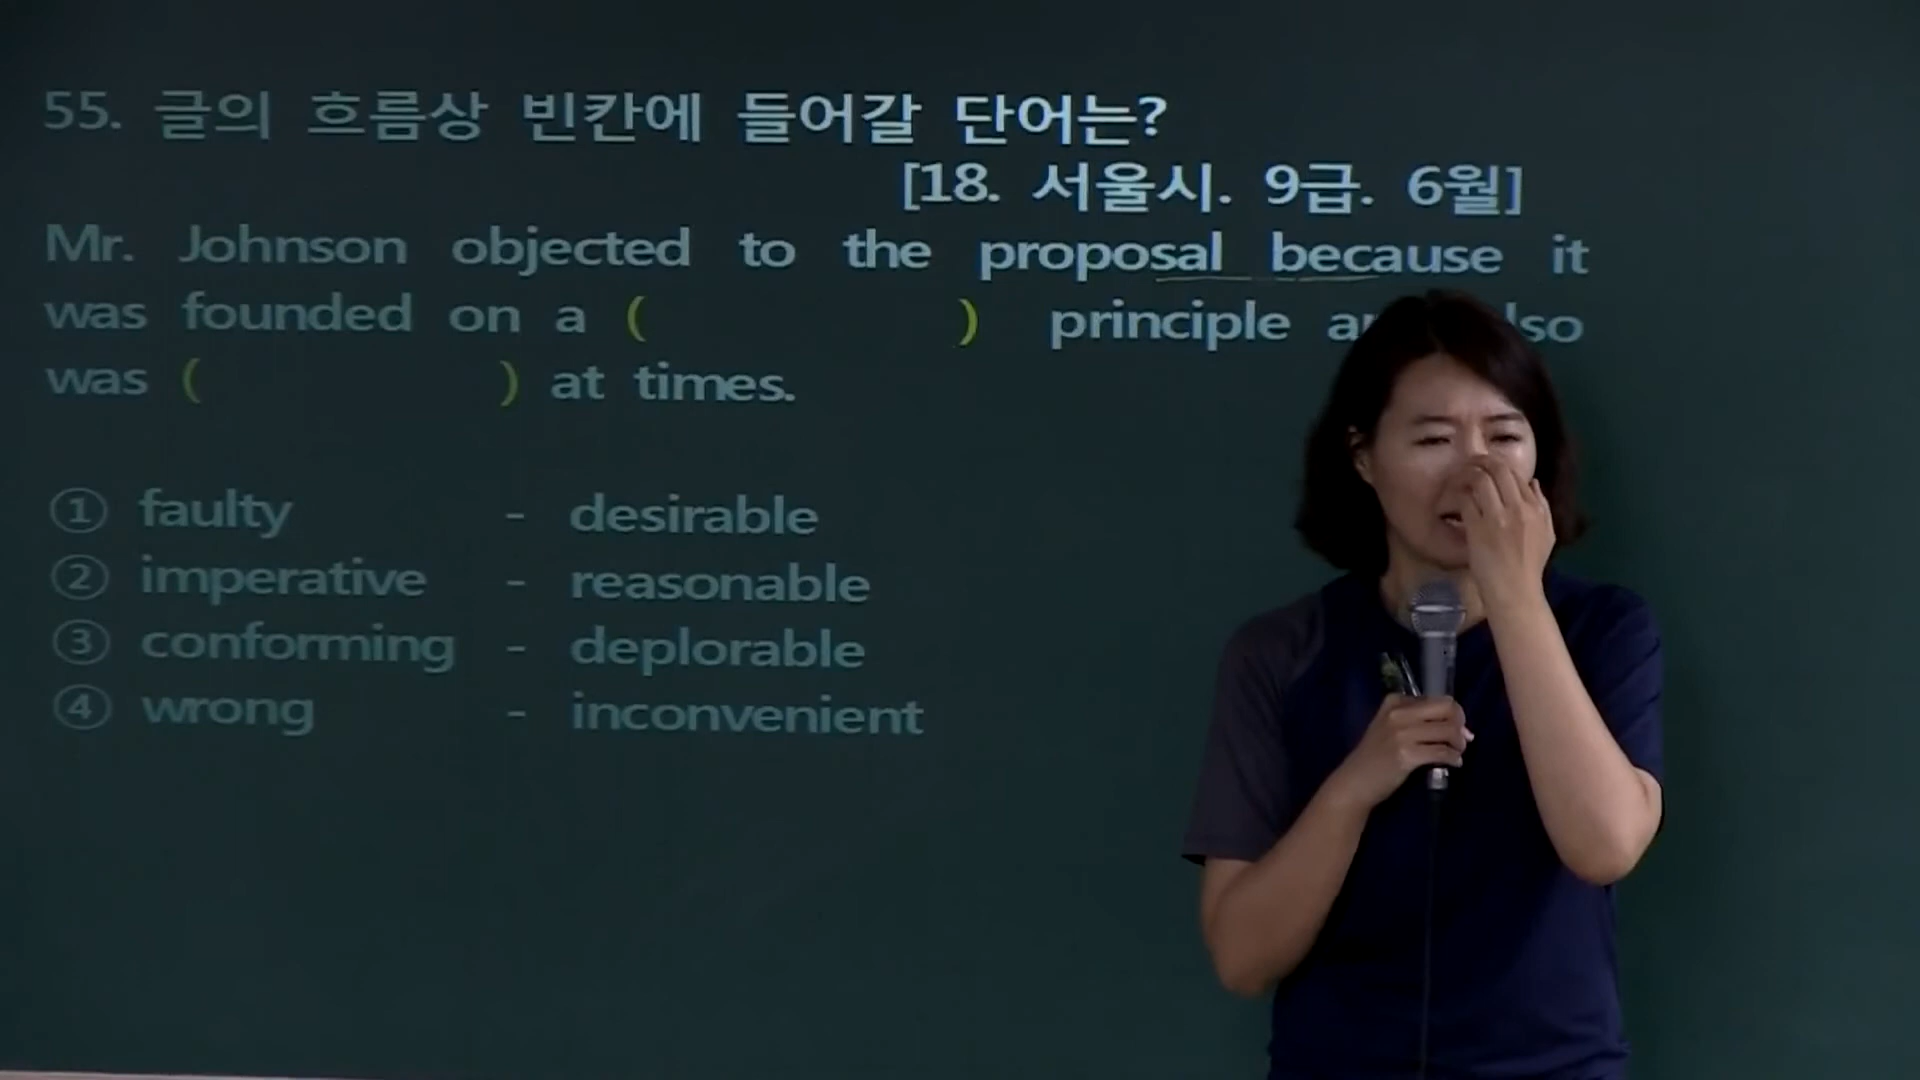 55. 글의 흐름상 빈칸에 들어갈 단어는?
[18. 서울시. 9급. 6월]
Mr. Johnson objected to the proposal because it
was founded on a ( ) principle
was ( ) at times.
① faulty - desirable
② imperative - reasonable
③ conforming - deplorable
④ wrong - inconvenient